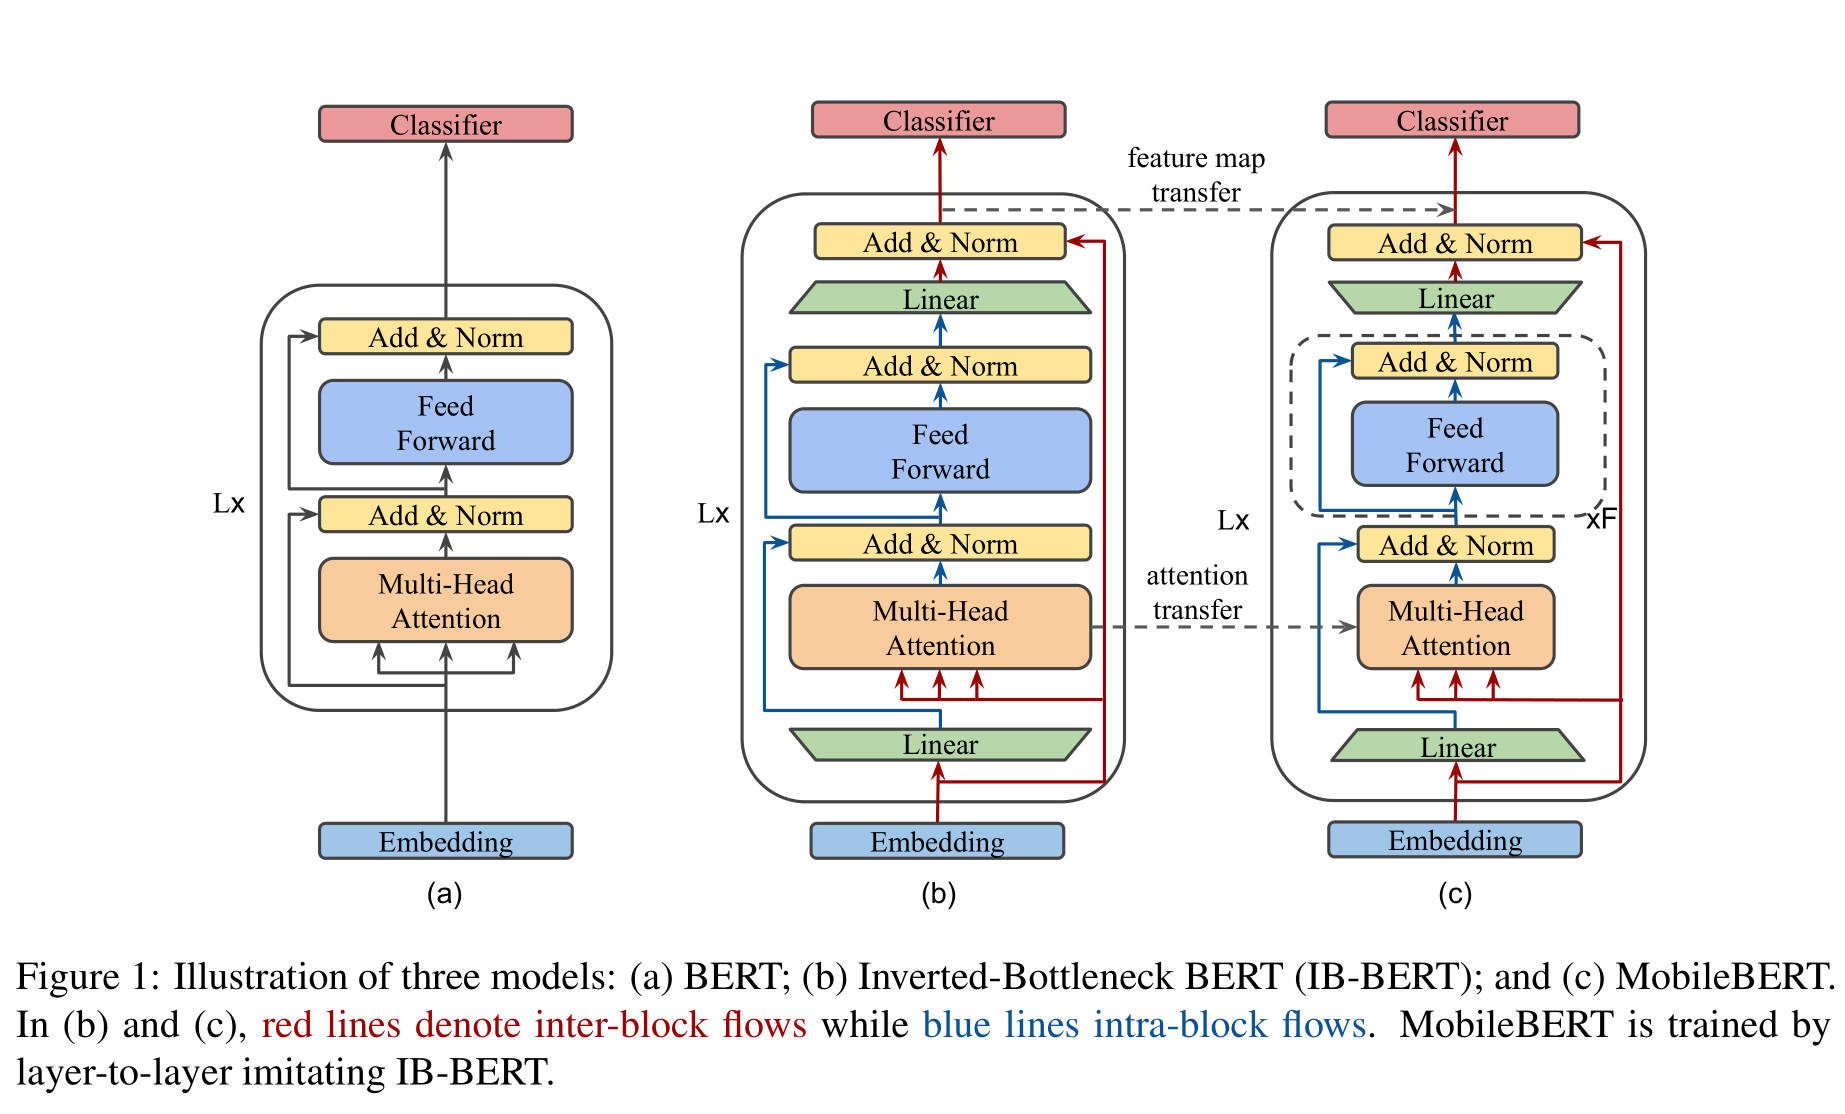 Classifier
Add & Norm
Feed
Forward
Lx
Add & Norm
Multi-Head
Attention
Embedding
(a)
Classifier
Add & Norm
Linear
Add & Norm
Feed
Forward
Lx
Add & Norm
Multi-Head
Attention
Linear
Embedding
(b)
feature map
transfer
attention
transfer
Classifier
Add & Norm
Linear
Add & Norm
Feed
Forward
Lx
xF
Add & Norm
Multi-Head
Attention
Linear
Embedding
(c)
Figure 1: Illustration of three models: (a) BERT; (b) Inverted-Bottleneck BERT (IB-BERT); and (c) MobileBERT.
In (b) and (c), red lines denote inter-block flows while blue lines intra-block flows. MobileBERT is trained by
layer-to-layer imitating IB-BERT.